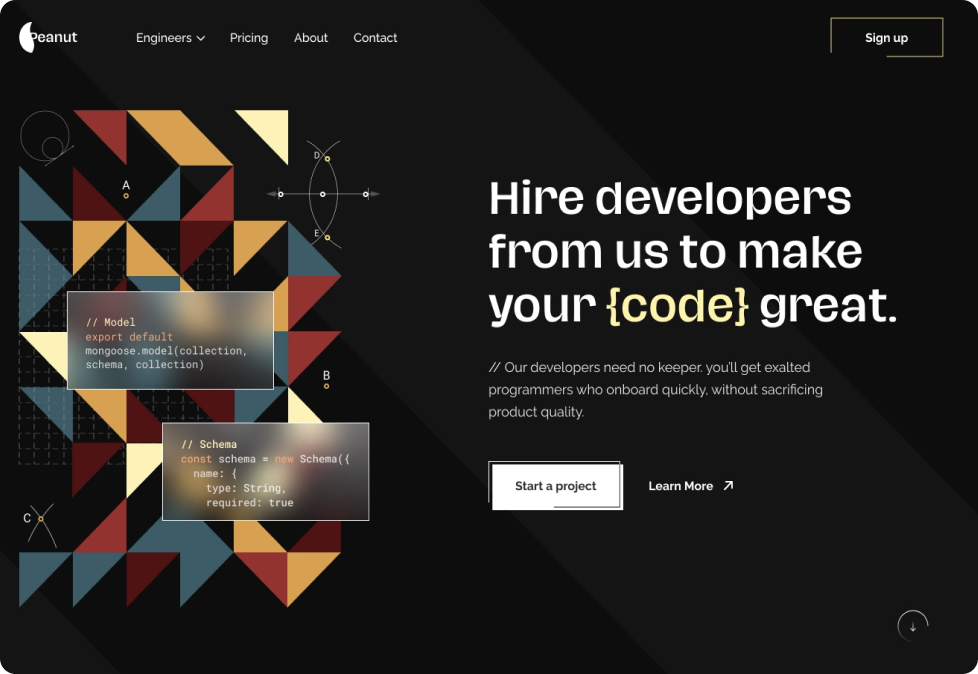 Peanut
Engineers
Pricing
About
Contact
Sign up
D
A
E
// Model
export default
mongoose.model(collection,
schema, collection)
B
// Schema
const schema = new Schema({
name: {
type: String,
required: true
C
Hire developers
from us to make
your {code} great.
// Our developers need no keeper. you'll get exalted
programmers who onboard quickly, without sacrificing
product quality.
Start a project
Learn More